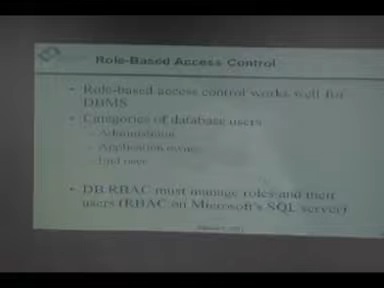 Role-Based Access Control
• Role-based access control works well for
DBMS
• Categories of database users
– Administrator
– Application owner
– End user
• DB RBAC must manage roles and their
users (RBAC on Microsoft's SQL server)